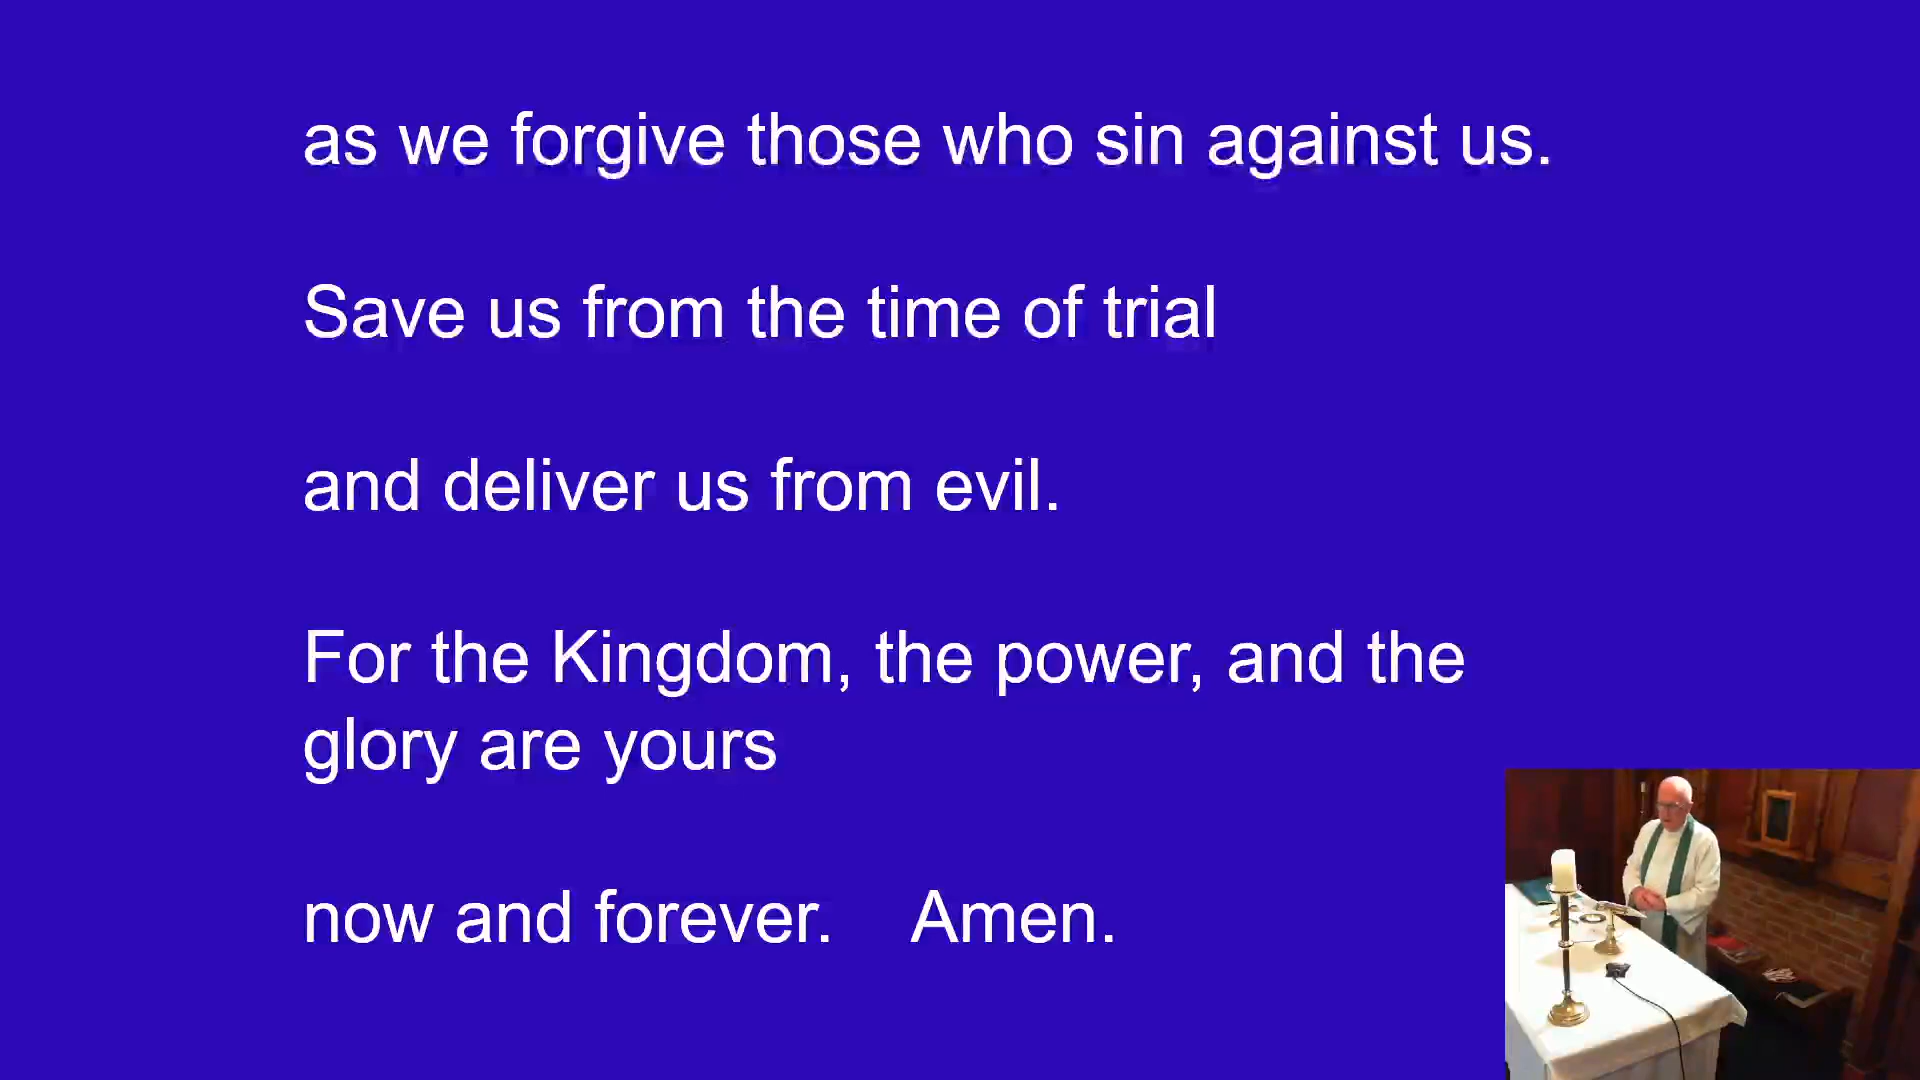 as we forgive those who sin against us.
Save us from the time of trial
and deliver us from evil.
For the Kingdom, the power, and the
glory are yours
now and forever. Amen.